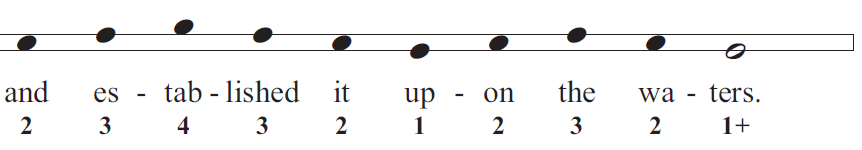 and es - tab - lished it up - on the wa - ters.
2 3 4 3 2 1 2 3 2 1+